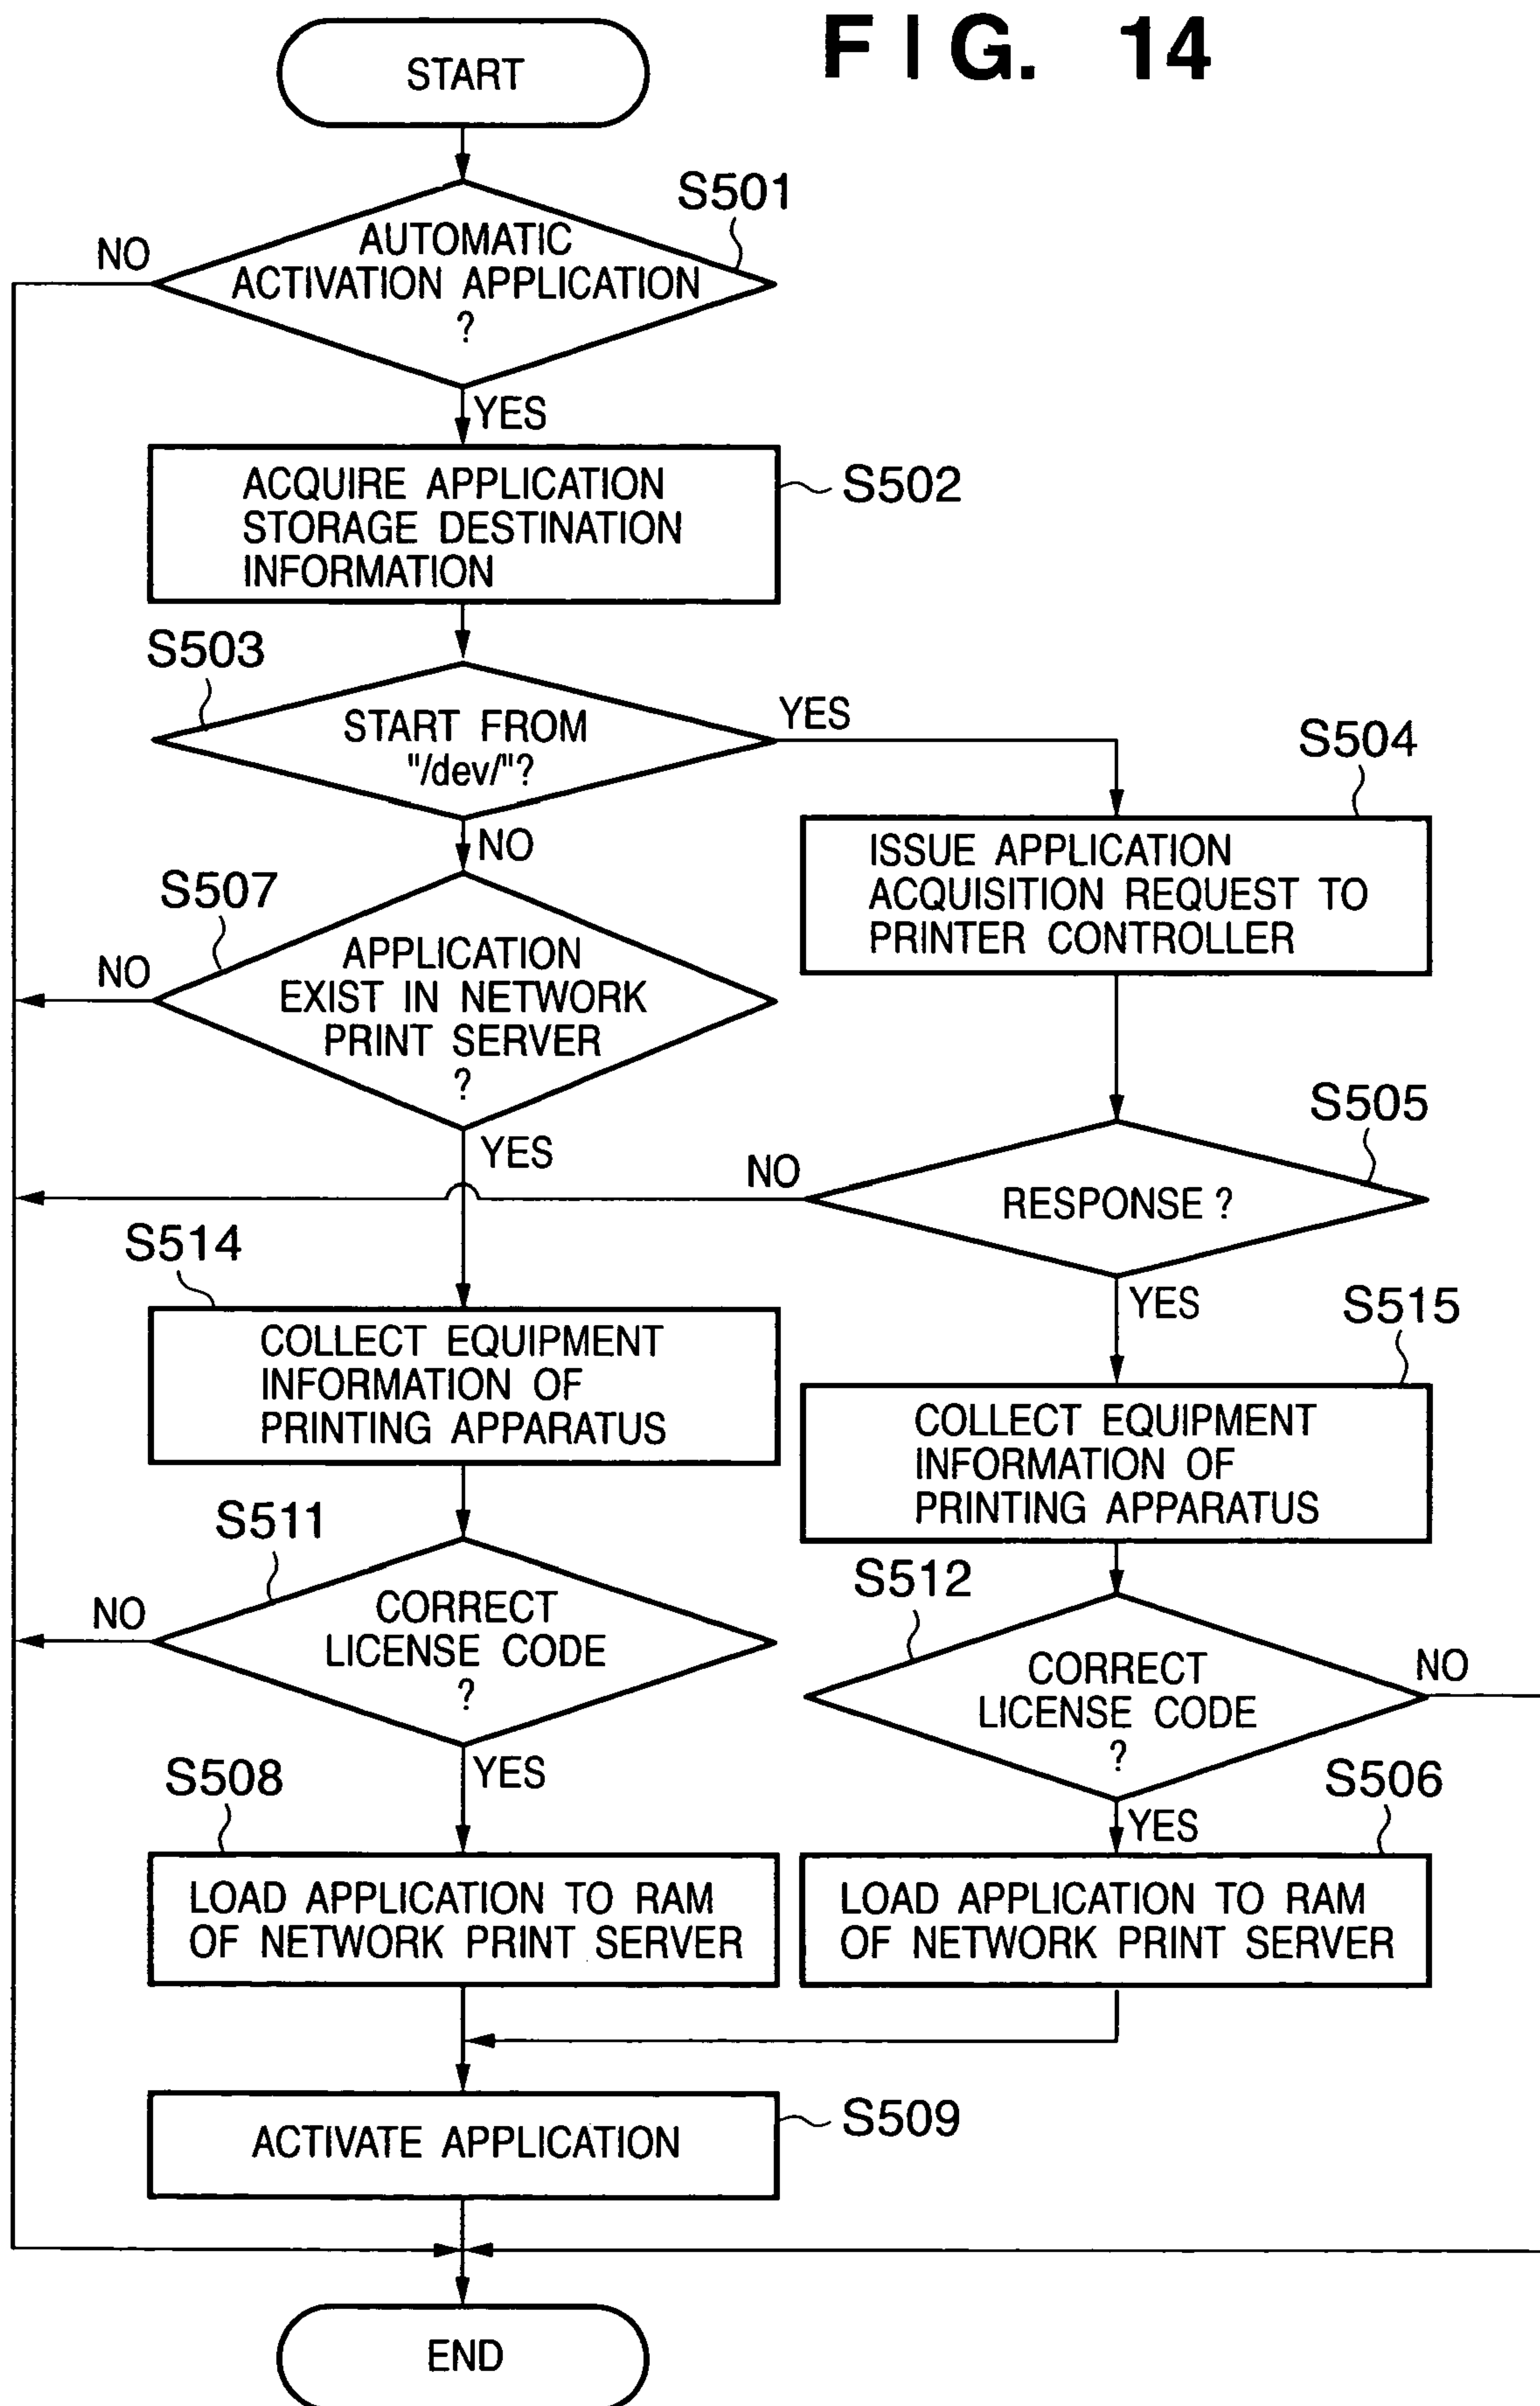 FIG. 14
START
S501
AUTOMATIC
ACTIVATION APPLICATION
?
NO
YES
ACQUIRE APPLICATION
STORAGE DESTINATION
INFORMATION
S502
S503
START FROM
"/dev/"?
YES
NO
S504
ISSUE APPLICATION
ACQUISITION REQUEST TO
PRINTER CONTROLLER
S507
APPLICATION
EXIST IN NETWORK
PRINT SERVER
?
NO
YES
S505
RESPONSE ?
NO
YES
S514
COLLECT EQUIPMENT
INFORMATION OF
PRINTING APPARATUS
S515
COLLECT EQUIPMENT
INFORMATION OF
PRINTING APPARATUS
S511
CORRECT
LICENSE CODE
?
NO
YES
S512
CORRECT
LICENSE CODE
?
NO
YES
S508
LOAD APPLICATION TO RAM
OF NETWORK PRINT SERVER
S506
LOAD APPLICATION TO RAM
OF NETWORK PRINT SERVER
ACTIVATE APPLICATION
S509
END